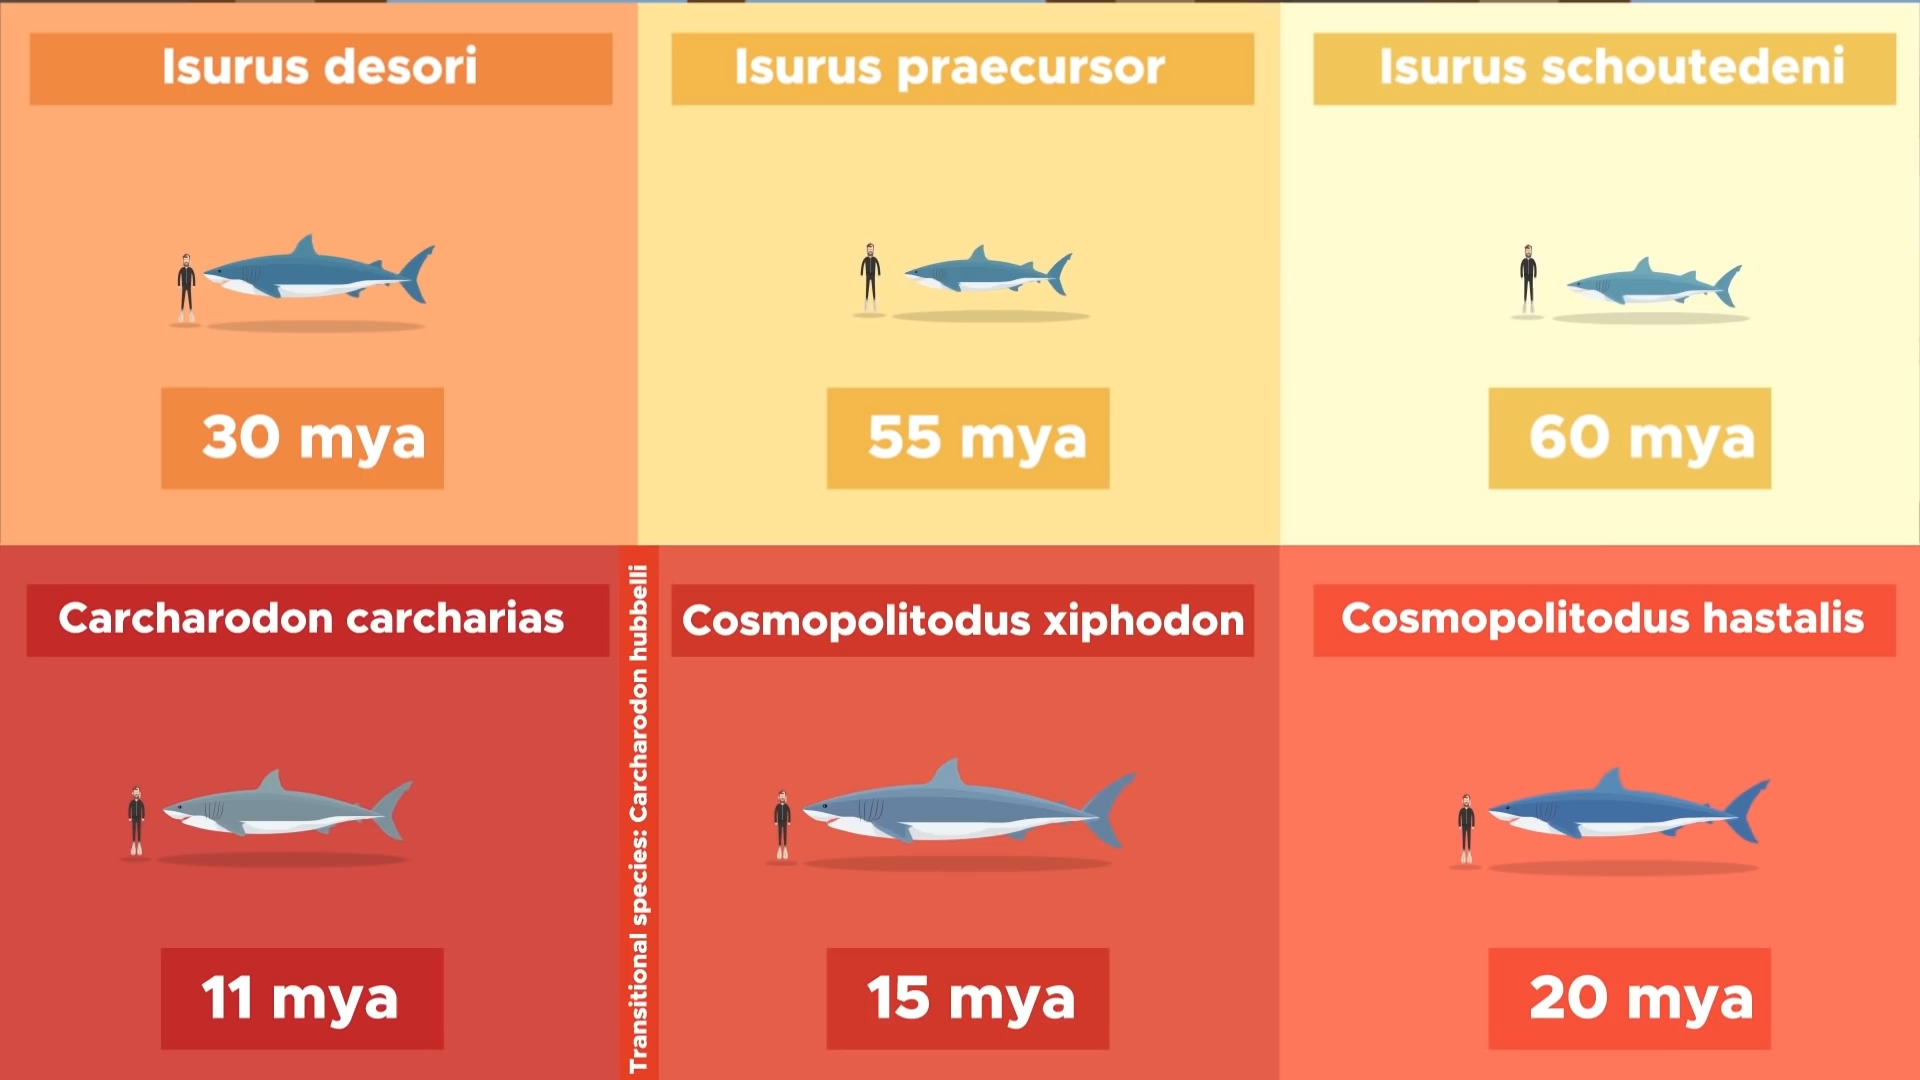 Isurus desori
Isurus praecursor
Isurus schoutedeni
30 mya
55 mya
60 mya
Carcharodon carcharias
Transitional species: Carcharodon hubbelli
Cosmopolitodus xiphodon
Cosmopolitodus hastalis
11 mya
15 mya
20 mya